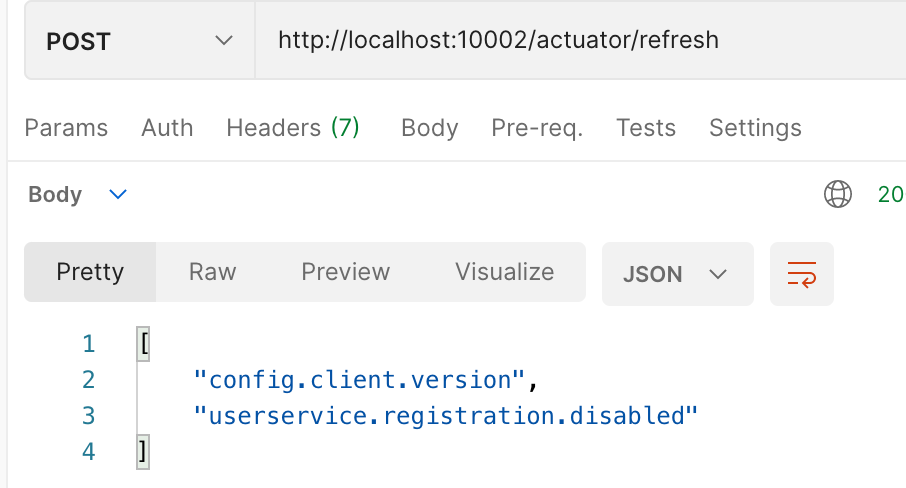 POST http://localhost:10002/actuator/refresh
Params Auth Headers (7) Body Pre-req. Tests Settings
Body 20
Pretty Raw Preview Visualize JSON
1 [
2 "config.client.version",
3 "userservice.registration.disabled"
4 ]